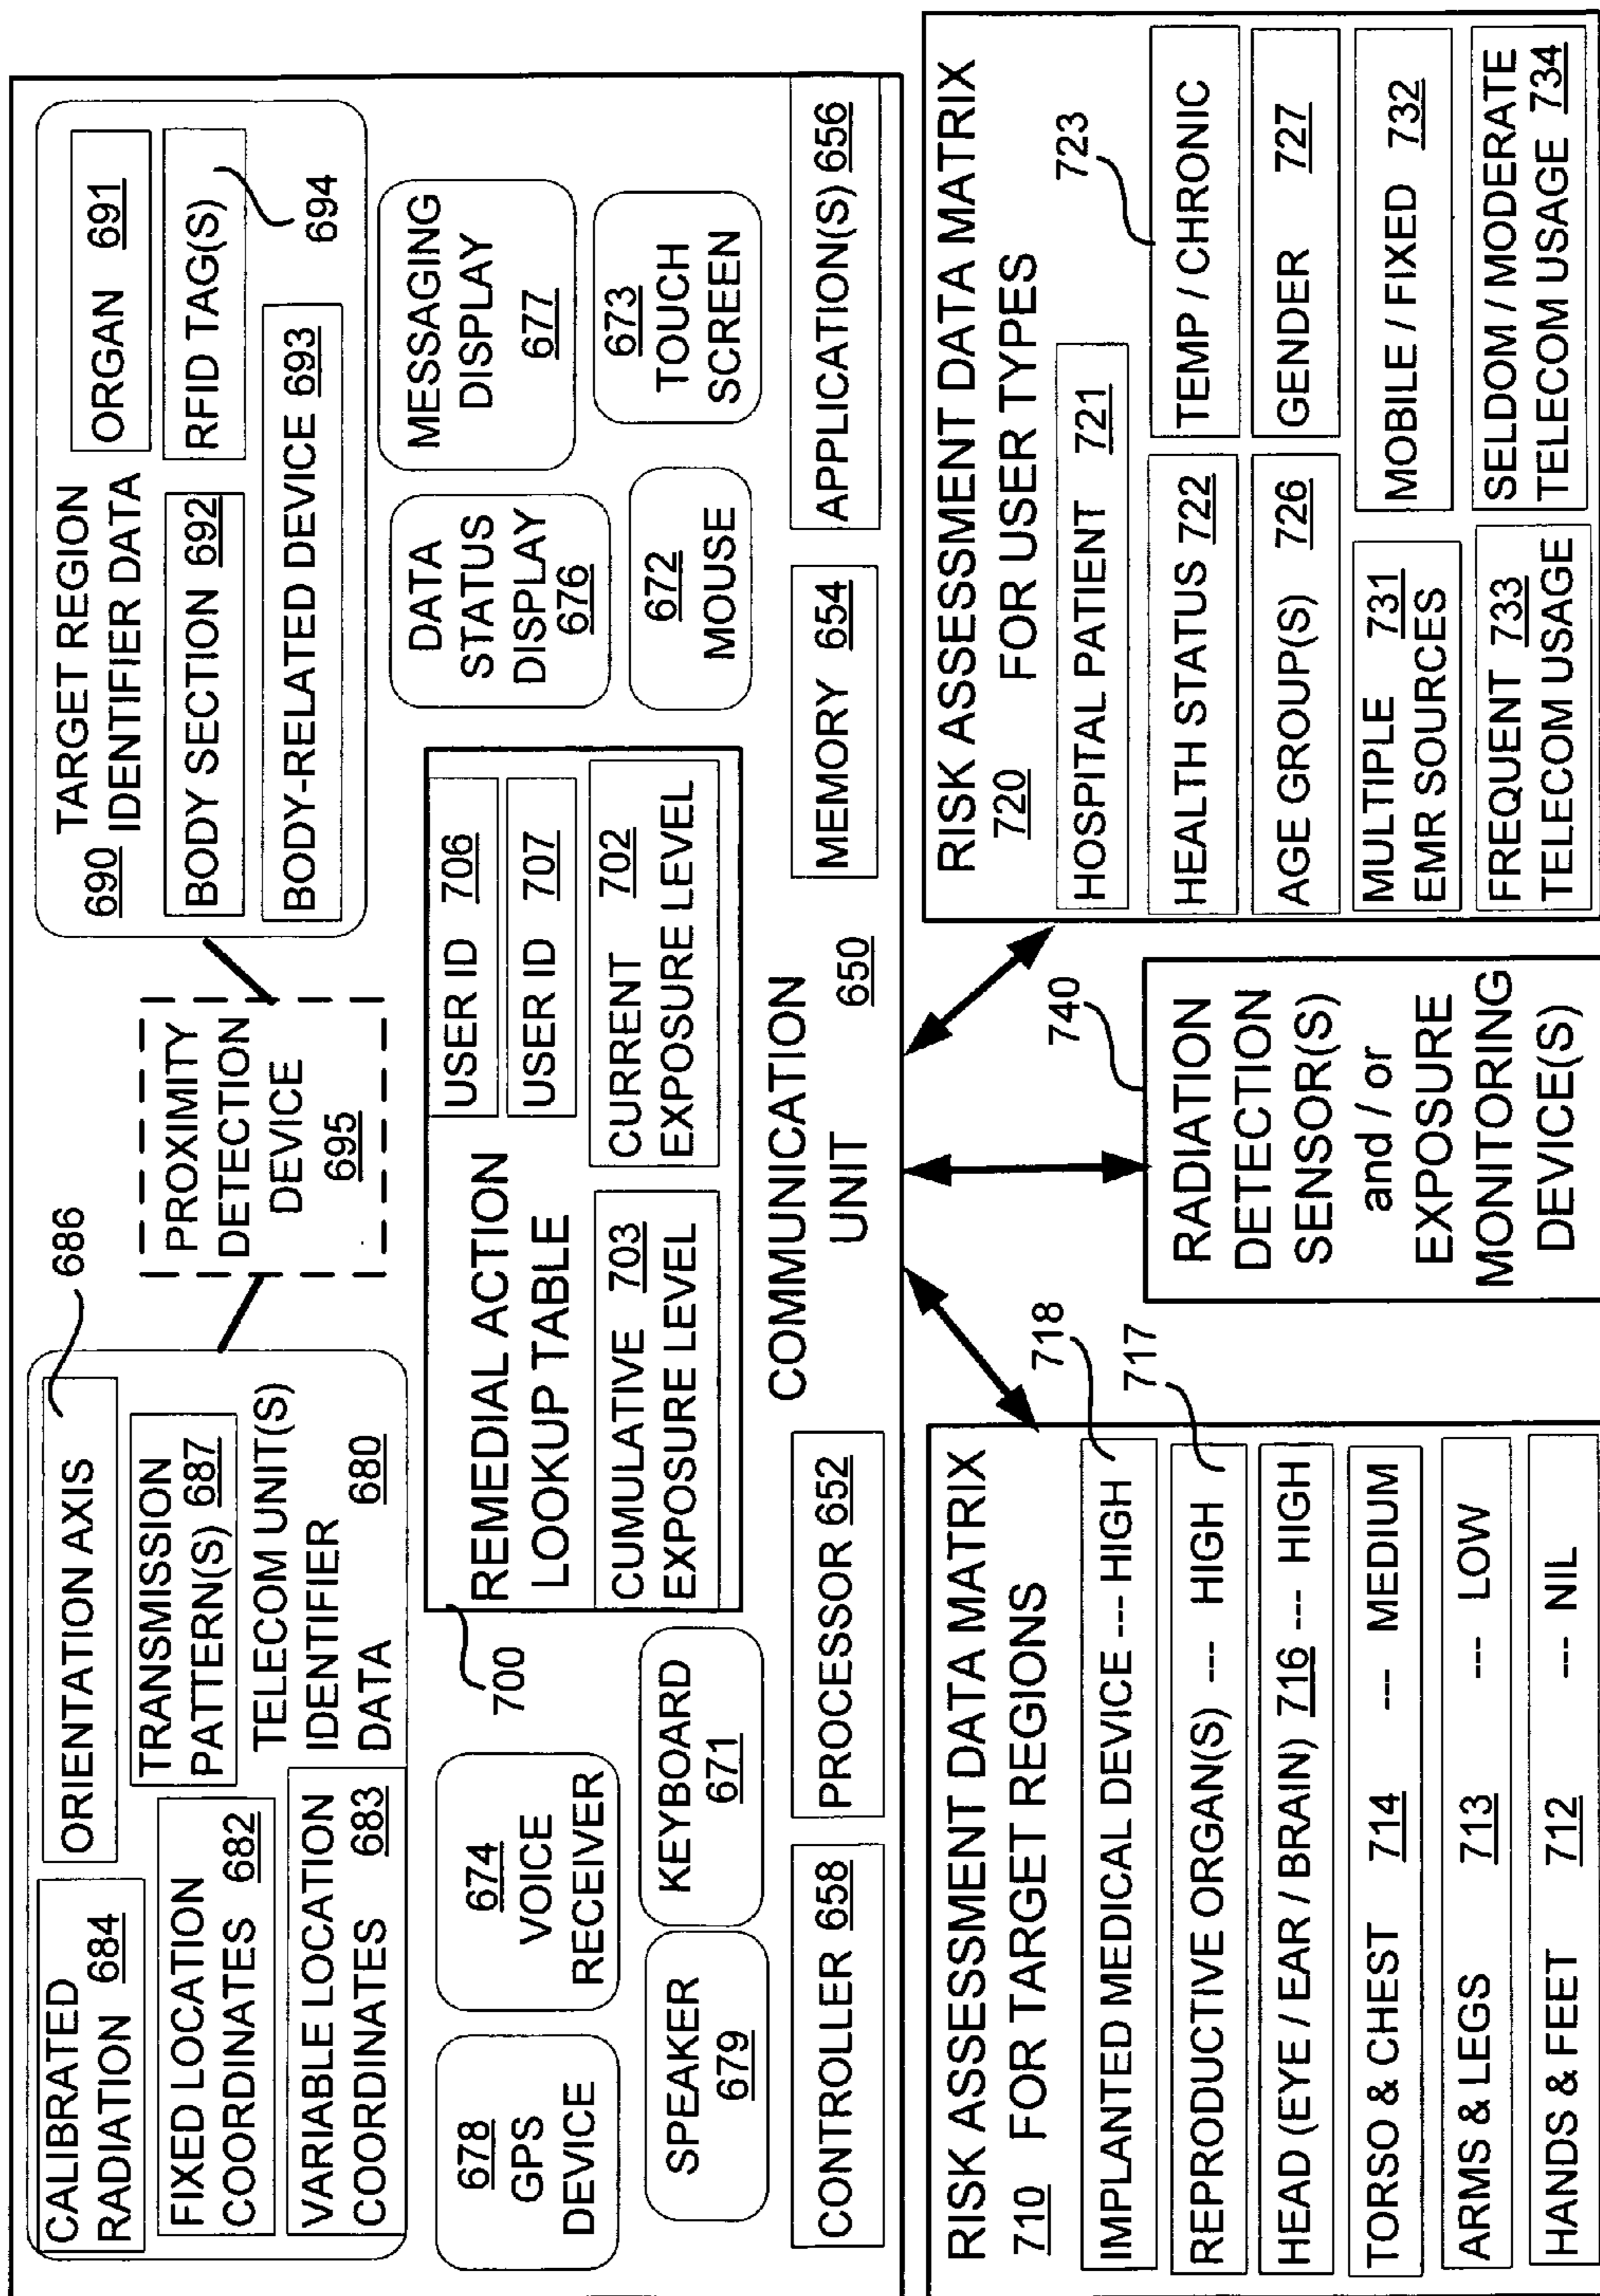 CALIBRATED
RADIATION 684
ORIENTATION AXIS
686
FIXED LOCATION
COORDINATES 682
TRANSMISSION
PATTERN(S) 687
VARIABLE LOCATION
COORDINATES 683
TELECOM UNIT(S)
IDENTIFIER
DATA 680
PROXIMITY
DETECTION
DEVICE
695
TARGET REGION
690 IDENTIFIER DATA
ORGAN 691
BODY SECTION 692
RFID TAG(S)
BODY-RELATED DEVICE 693
694
678
GPS
DEVICE
674
VOICE
RECEIVER
SPEAKER
679
KEYBOARD
671
700
REMEDIAL ACTION
LOOKUP TABLE
USER ID 706
USER ID 707
CUMULATIVE 703
EXPOSURE LEVEL
CURRENT 702
EXPOSURE LEVEL
DATA
STATUS
DISPLAY
676
MESSAGING
DISPLAY
677
672
MOUSE
673
TOUCH
SCREEN
COMMUNICATION
UNIT 650
CONTROLLER 658
PROCESSOR 652
MEMORY 654
APPLICATION(S) 656
RISK ASSESSMENT DATA MATRIX
710 FOR TARGET REGIONS
718
IMPLANTED MEDICAL DEVICE --- HIGH
717
REPRODUCTIVE ORGAN(S) --- HIGH
HEAD (EYE / EAR / BRAIN) 716 --- HIGH
TORSO & CHEST 714 --- MEDIUM
ARMS & LEGS 713 --- LOW
HANDS & FEET 712 --- NIL
740
RADIATION
DETECTION
SENSOR(S)
and / or
EXPOSURE
MONITORING
DEVICE(S)
RISK ASSESSMENT DATA MATRIX
720 FOR USER TYPES
723
HOSPITAL PATIENT 721
HEALTH STATUS 722
TEMP / CHRONIC
AGE GROUP(S) 726
GENDER 727
MULTIPLE 731
EMR SOURCES
MOBILE / FIXED 732
FREQUENT 733
TELECOM USAGE
SELDOM / MODERATE
TELECOM USAGE 734